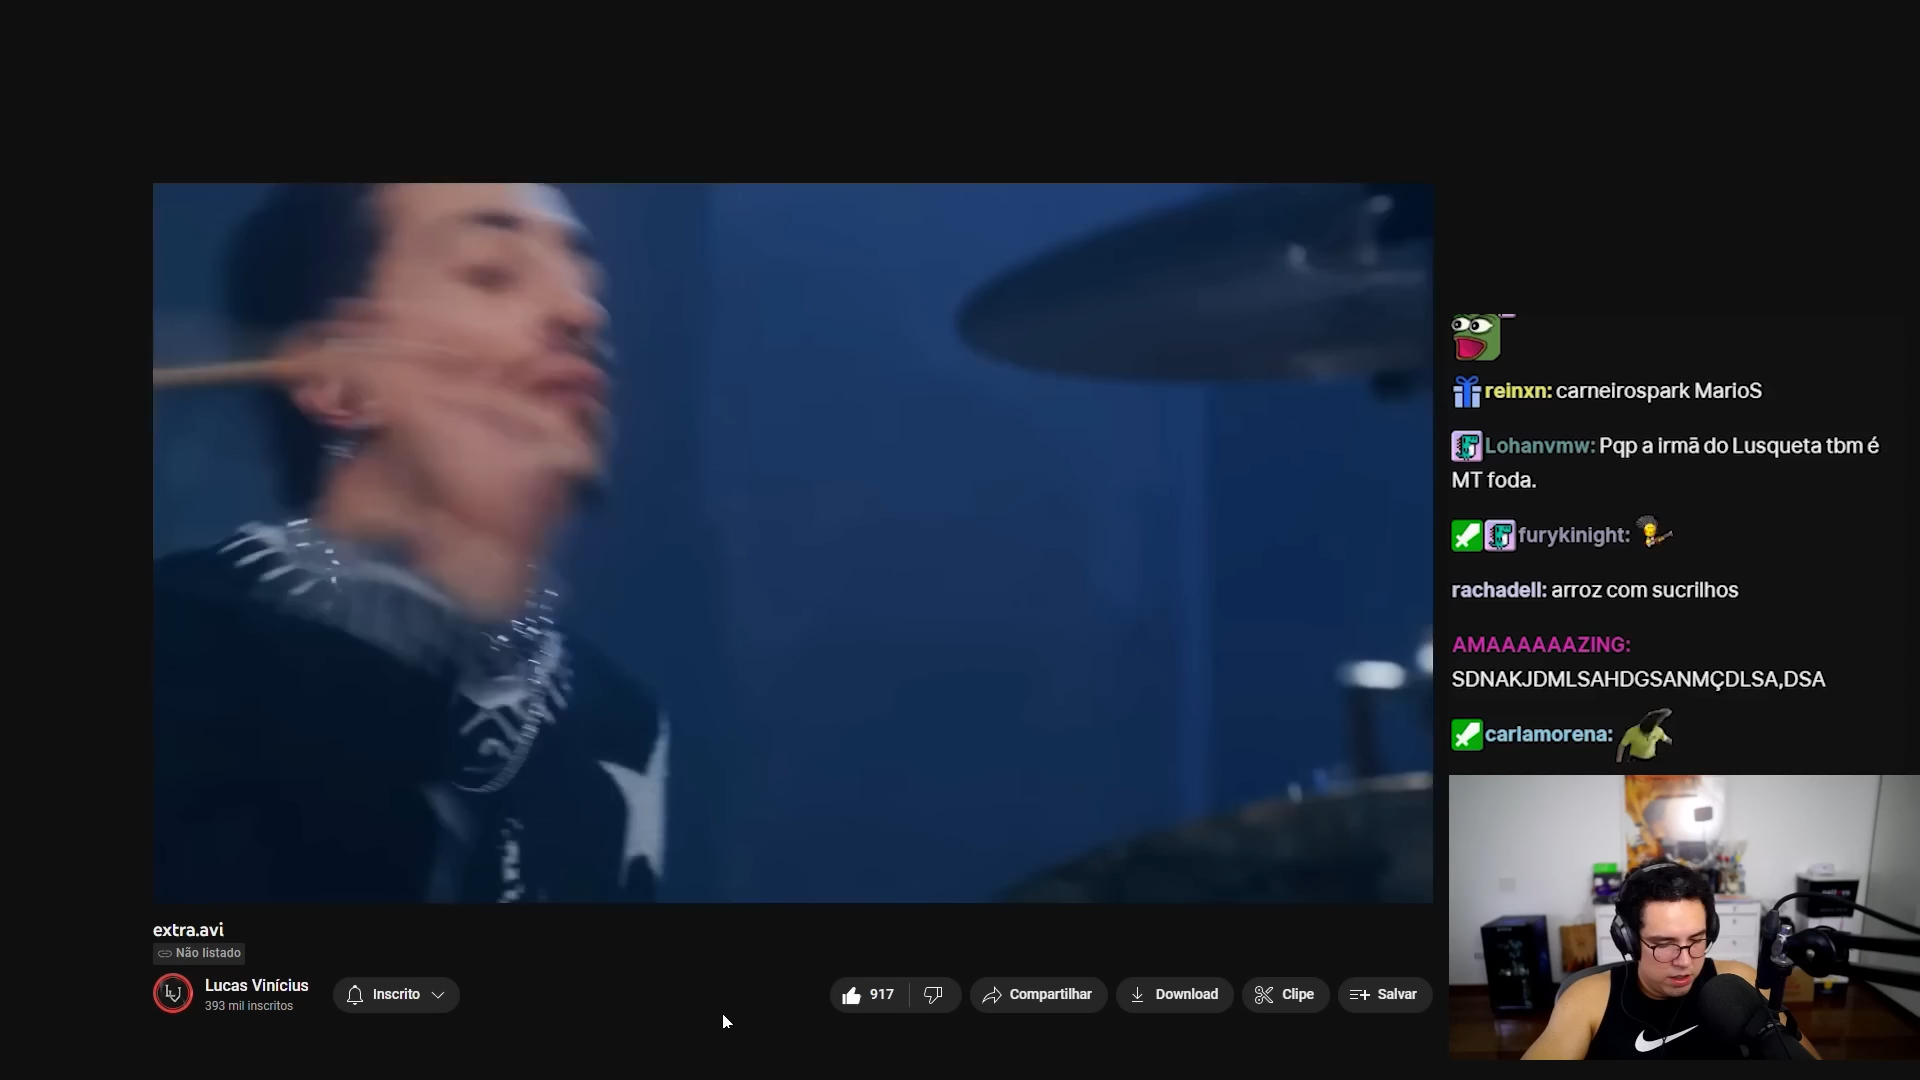 reinxn: carneirospark MarioS
Lohanvmw: Pqp a irmã do Lusqueta tbm é
MT foda.
furykinight:
rachadell: arroz com sucrilhos
AMAAAAAAZING:
SDNAKJDMLSAHDGSANMÇDLSA,DSA
carlamorena:
extra.avi
Não listado
Lucas Vinícius
393 mil inscritos
Inscrito
917
Compartilhar
Download
Clipe
Salvar